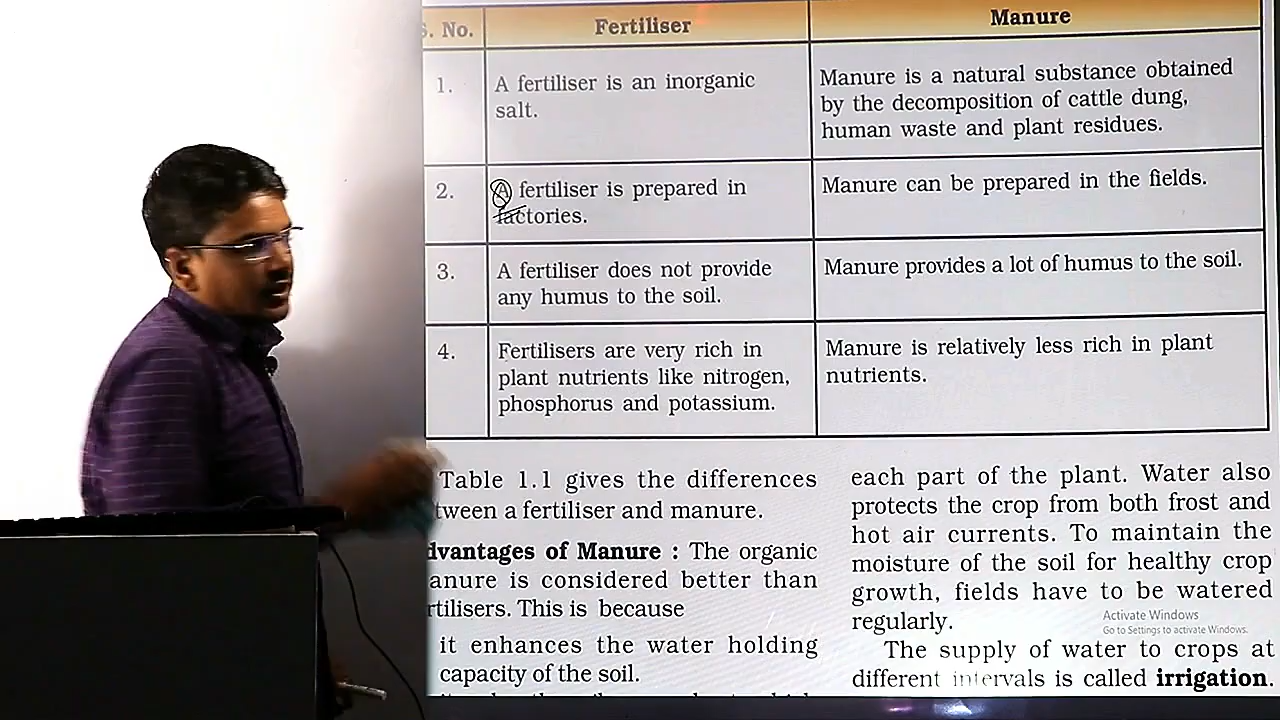 S. No. Fertiliser Manure
1. A fertiliser is an inorganic
salt.
Manure is a natural substance obtained
by the decomposition of cattle dung,
human waste and plant residues.
2. A fertiliser is prepared in
factories.
Manure can be prepared in the fields.
3. A fertiliser does not provide
any humus to the soil.
Manure provides a lot of humus to the soil.
4. Fertilisers are very rich in
plant nutrients like nitrogen,
phosphorus and potassium.
Manure is relatively less rich in plant
nutrients.
Table 1.1 gives the differences
tween a fertiliser and manure.
dvantages of Manure : The organic
anure is considered better than
rtilisers. This is because
it enhances the water holding
capacity of the soil.
each part of the plant. Water also
protects the crop from both frost and
hot air currents. To maintain the
moisture of the soil for healthy crop
growth, fields have to be watered
regularly.
The supply of water to crops at
different intervals is called irrigation.
Activate Windows
Go to Settings to activate Windows.